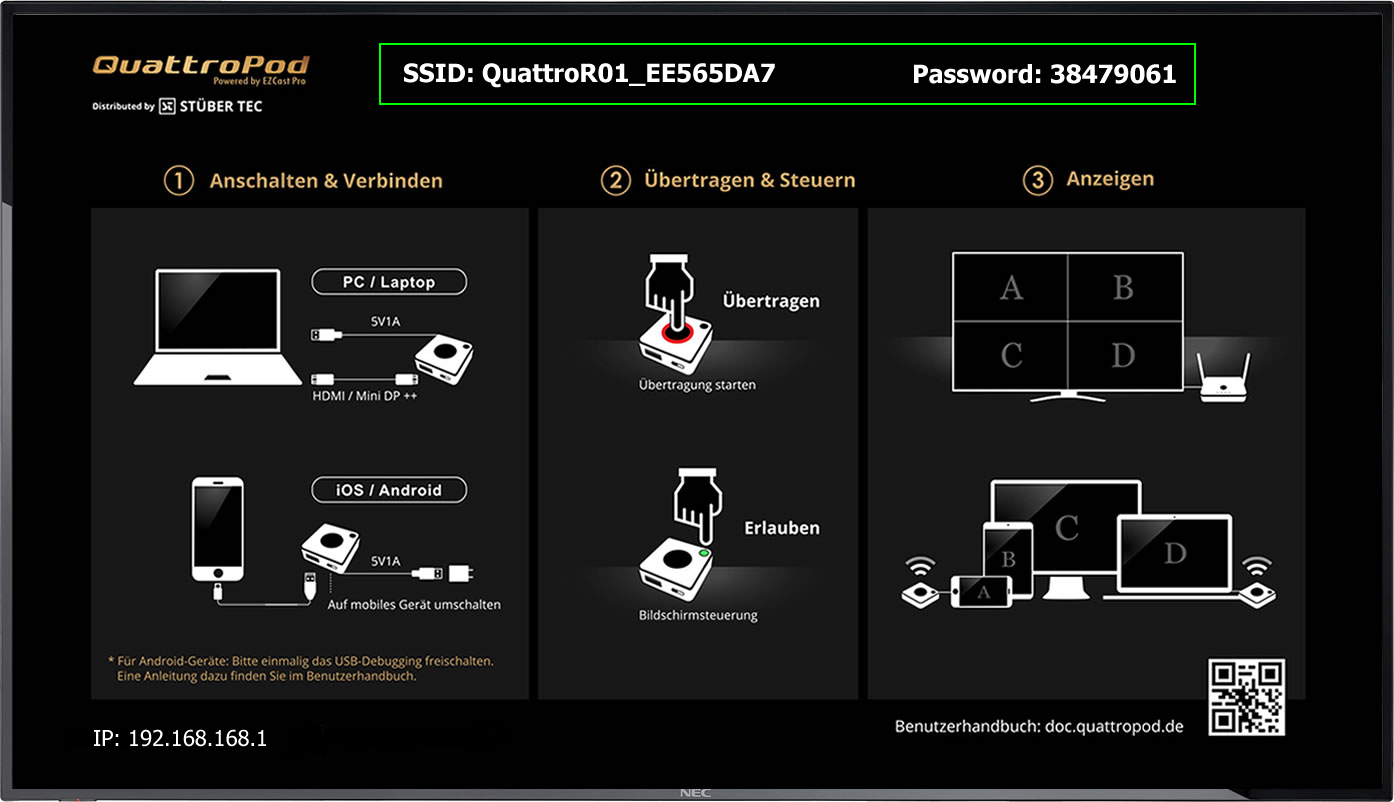 QuattroPod
Powered by EZCast Pro
Distributed by STÜBER TEC
SSID: QuattroR01_EE565DA7 Password: 38479061
1 Anschalten & Verbinden
2 Übertragen & Steuern
3 Anzeigen
PC / Laptop
5V1A
HDMI / Mini DP ++
iOS / Android
5V1A
Auf mobiles Gerät umschalten
* Für Android-Geräte: Bitte einmalig das USB-Debugging freischalten.
Eine Anleitung dazu finden Sie im Benutzerhandbuch.
Übertragen
Übertragung starten
Erlauben
Bildschirmsteuerung
A B
C D
C
B
D
A
IP: 192.168.168.1
Benutzerhandbuch: doc.quattropod.de
NEC